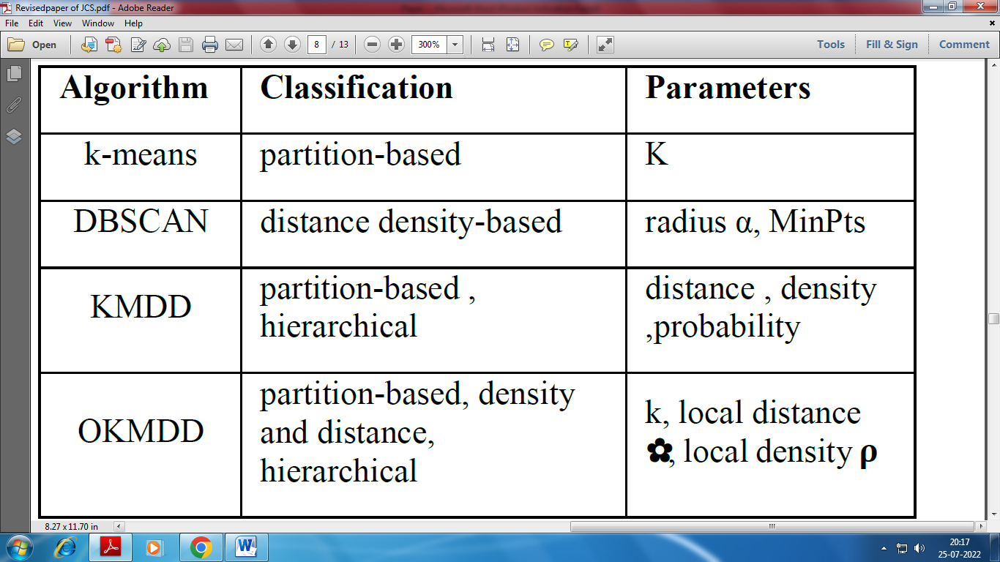 Revisedpaper of JCS.pdf - Adobe Reader
File Edit View Window Help
Open 8 / 13 300% Tools Fill & Sign Comment
Algorithm Classification Parameters
k-means partition-based K
DBSCAN distance density-based radius α, MinPts
KMDD
partition-based ,
hierarchical
distance , density
,probability
OKMDD
partition-based, density
and distance,
hierarchical
k, local distance
✿, local density ρ
8.27 x 11.70 in
20:17
25-07-2022